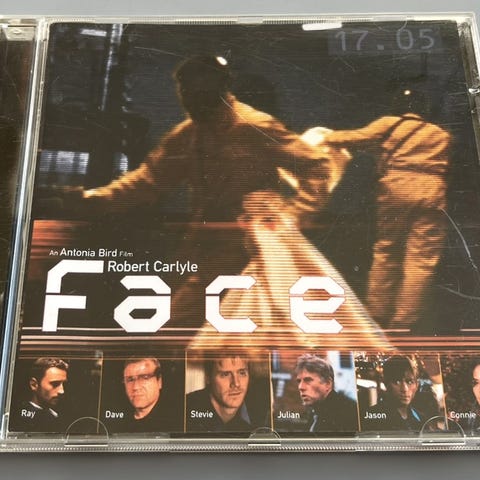 17.05
An Antonia Bird Film
Robert Carlyle
Face
Ray
Dave
Stevie
Julian
Jason
Connie